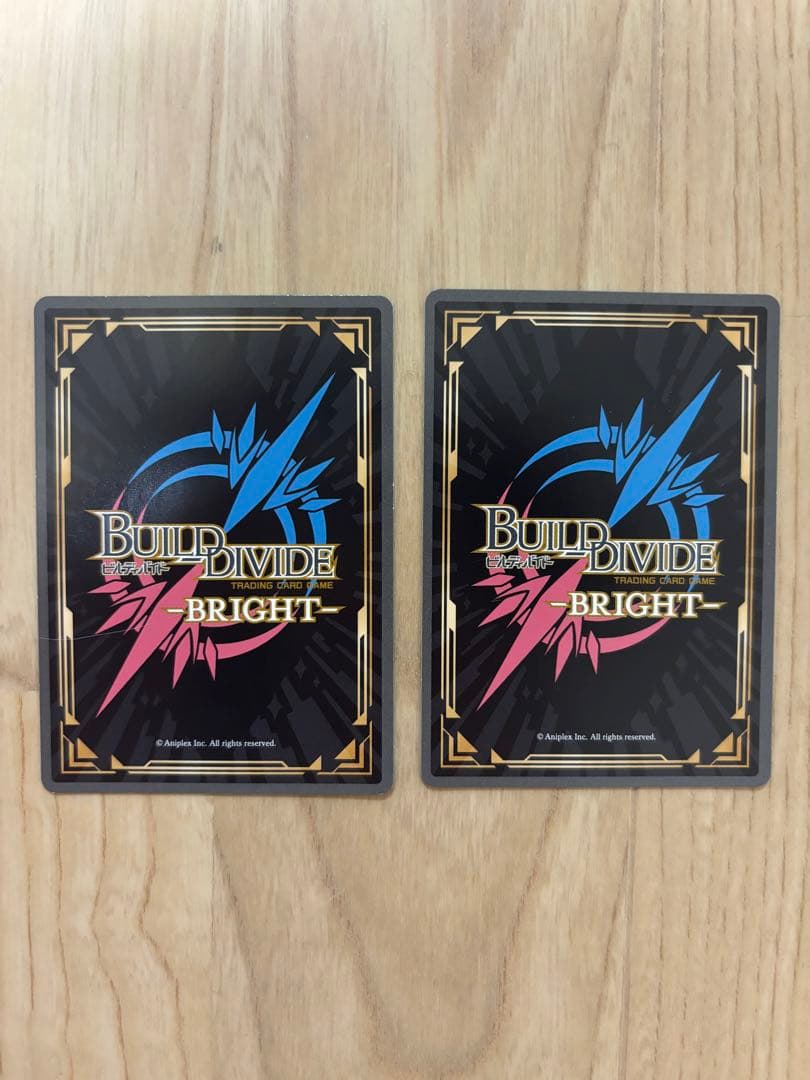 BUILD DIVIDE
ビルディバイド
TRADING CARD GAME
-BRIGHT-
© Aniplex Inc. All rights reserved.
BUILD DIVIDE
ビルディバイド
TRADING CARD GAME
-BRIGHT-
© Aniplex Inc. All rights reserved.